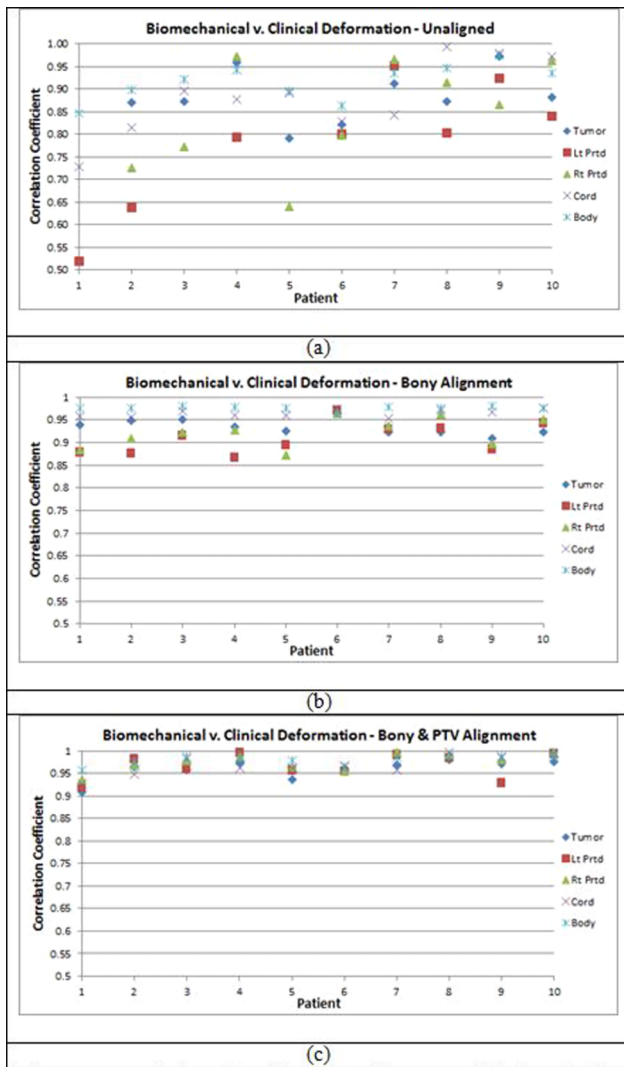 Biomechanical v. Clinical Deformation - Unaligned
Correlation Coefficient
1.00
0.95
0.90
0.85
0.80
0.75
0.70
0.65
0.60
0.55
0.50
1 2 3 4 5 6 7 8 9 10
Patient
Tumor
Lt Prtd
Rt Prtd
Cord
Body
(a)
Biomechanical v. Clinical Deformation - Bony Alignment
Correlation Coefficient
1
0.95
0.9
0.85
0.8
0.75
0.7
0.65
0.6
0.55
0.5
1 2 3 4 5 6 7 8 9 10
Patient
Tumor
Lt Prtd
Rt Prtd
Cord
Body
(b)
Biomechanical v. Clinical Deformation - Bony & PTV Alignment
Correlation Coefficient
1
0.95
0.9
0.85
0.8
0.75
0.7
0.65
0.6
0.55
0.5
1 2 3 4 5 6 7 8 9 10
Patient
Tumor
Lt Prtd
Rt Prtd
Cord
Body
(c)